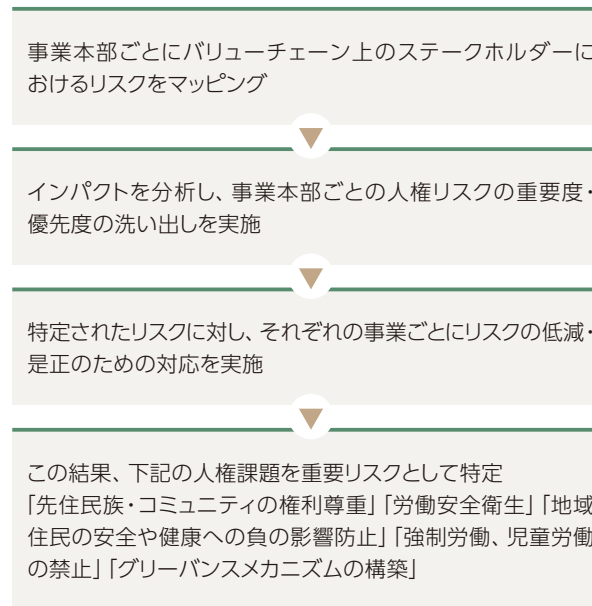 事業本部ごとにバリューチェーン上のステークホルダーに
おけるリスクをマッピング
インパクトを分析し、事業本部ごとの人権リスクの重要度・
優先度の洗い出しを実施
特定されたリスクに対し、それぞれの事業ごとにリスクの低減・
是正のための対応を実施
この結果、下記の人権課題を重要リスクとして特定
「先住民族・コミュニティの権利尊重」「労働安全衛生」「地域
住民の安全や健康への負の影響防止」「強制労働、児童労働
の禁止」「グリーバンスメカニズムの構築」